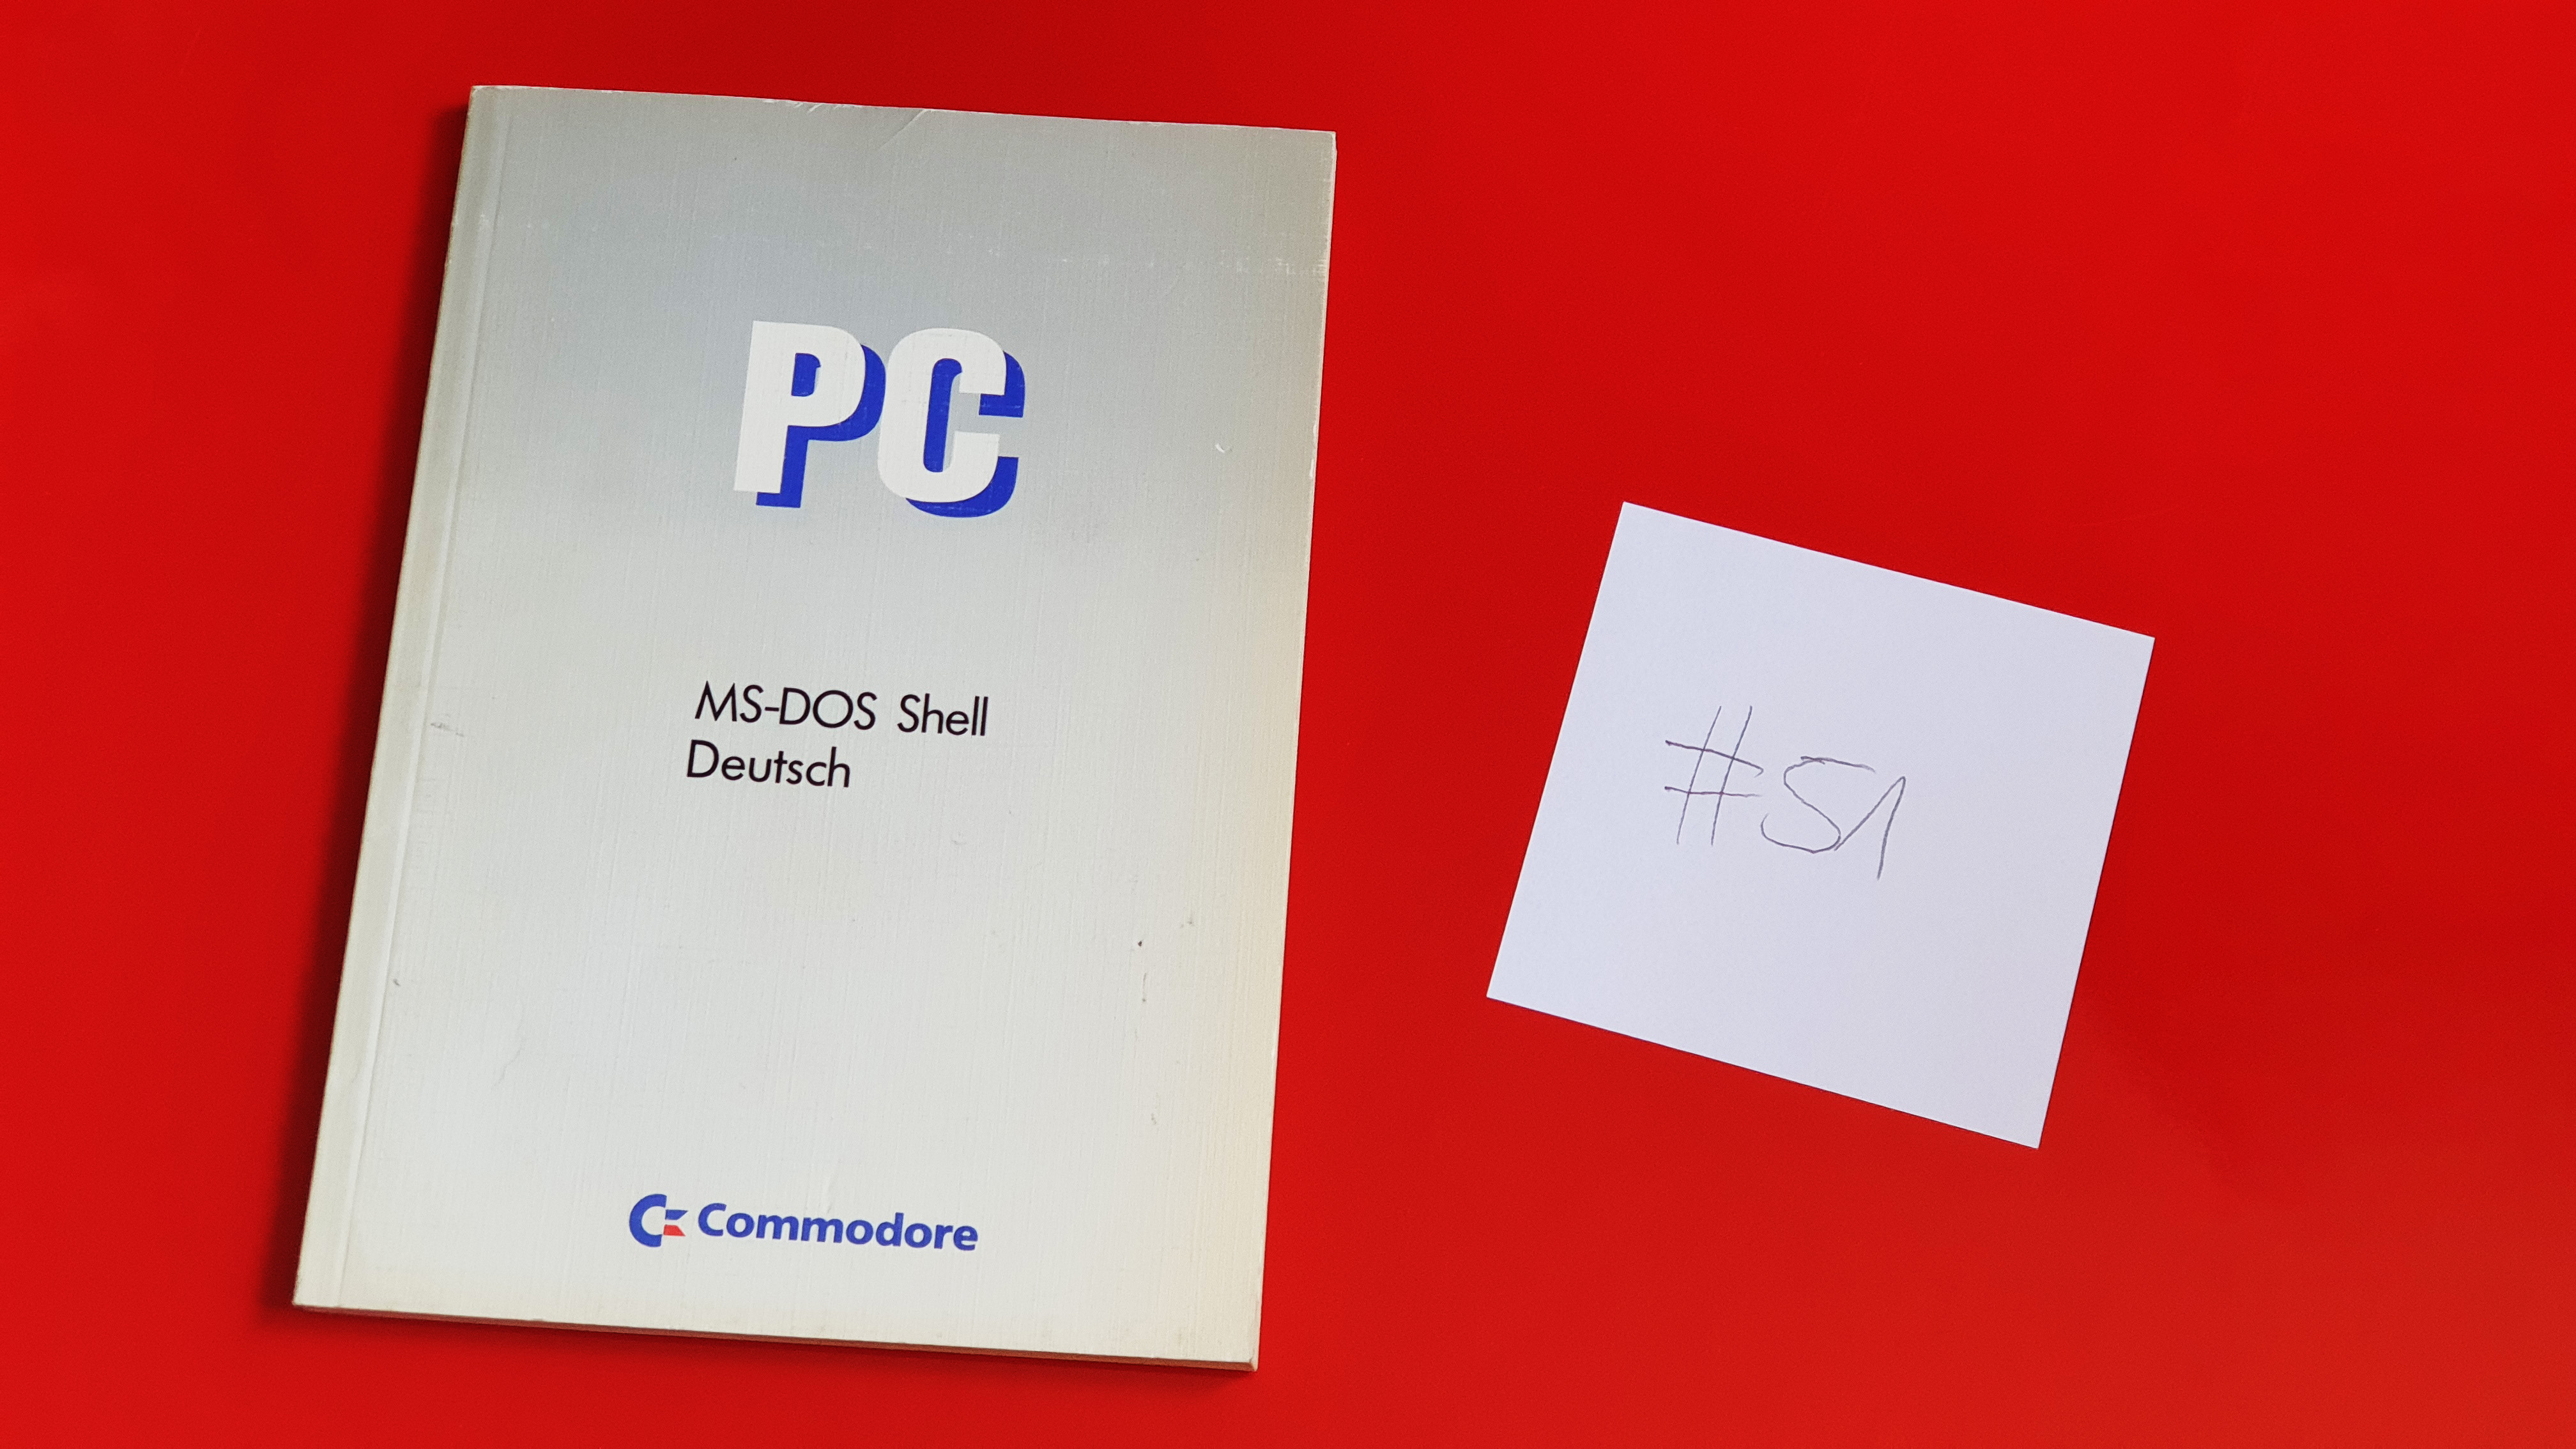 PC
MS-DOS Shell
Deutsch
Commodore
#51